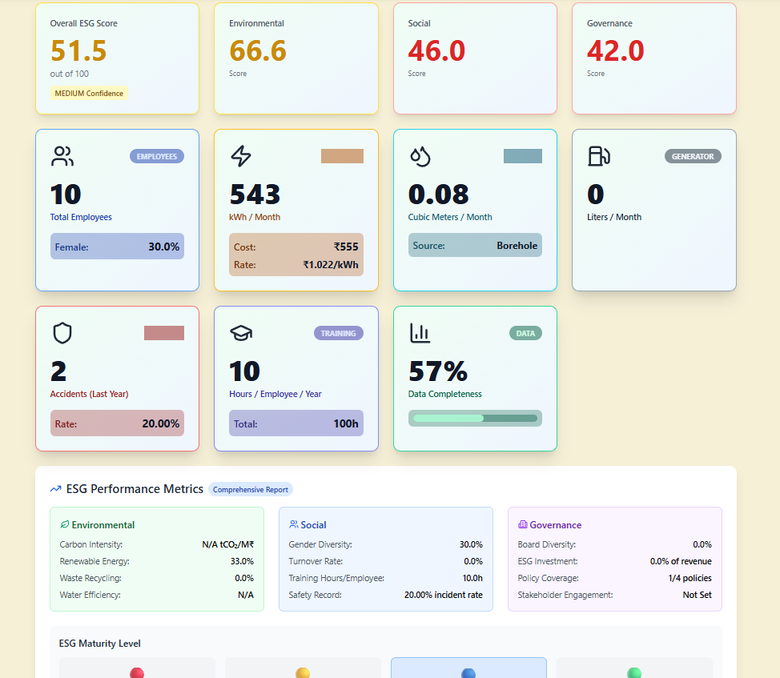 Overall ESG Score
51.5
out of 100
MEDIUM Confidence
Environmental
66.6
Score
Social
46.0
Score
Governance
42.0
Score
EMPLOYEES
10
Total Employees
Female: 30.0%
543
kWh / Month
Cost: ₹555
Rate: ₹1.022/kWh
0.08
Cubic Meters / Month
Source: Borehole
GENERATOR
0
Liters / Month
2
Accidents (Last Year)
Rate: 20.00%
TRAINING
10
Hours / Employee / Year
Total: 100h
DATA
57%
Data Completeness
ESG Performance Metrics Comprehensive Report
Environmental
Carbon Intensity: N/A tCO₂/M₹
Renewable Energy: 33.0%
Waste Recycling: 0.0%
Water Efficiency: N/A
Social
Gender Diversity: 30.0%
Turnover Rate: 0.0%
Training Hours/Employee: 10.0h
Safety Record: 20.00% incident rate
Governance
Board Diversity: 0.0%
ESG Investment: 0.0% of revenue
Policy Coverage: 1/4 policies
Stakeholder Engagement: Not Set
ESG Maturity Level